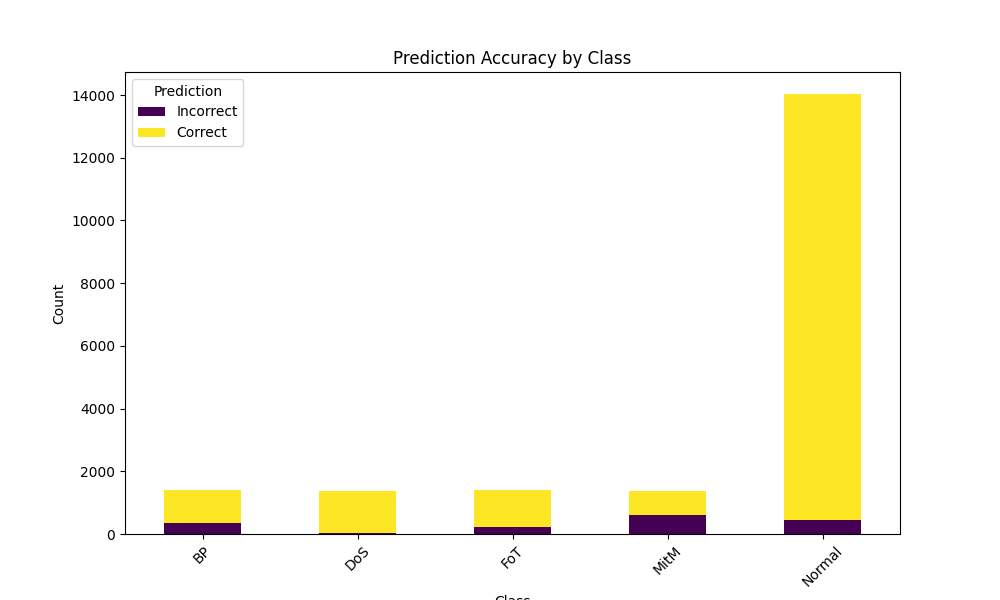 Prediction Accuracy by Class
Prediction
Incorrect
Correct
14000
12000
10000
8000
6000
4000
2000
0
Count
BP
DoS
FoT
MitM
Normal
Class